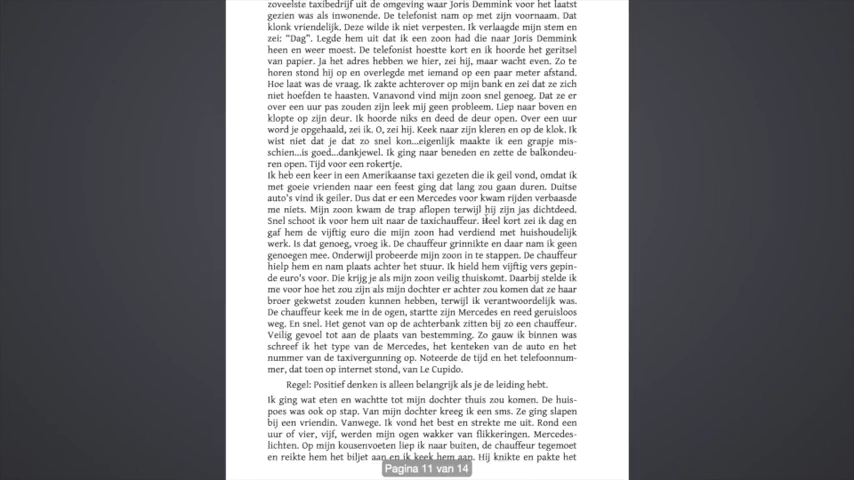 zoveelste taxibedrijf uit de omgeving waar Joris Demmink voor het laatst
gezien was als inwonende. De telefonist nam op met zijn voornaam. Dat
klonk vriendelijk. Deze wilde ik niet verpesten. Ik verlaagde mijn stem en
zei: “Dag”. Legde hem uit dat ik een zoon had die naar Joris Demmink
heen en weer moest. De telefonist hoestte kort en ik hoorde het geritsel
van papier. Ja het adres hebben we hier, zei hij, maar wacht even. Zo te
horen stond hij op en overlegde met iemand op een paar meter afstand.
Hoe laat was de vraag. Ik zakte achterover op mijn bank en zei dat ze zich
niet hoefden te haasten. Vanavond vind mijn zoon snel genoeg. Dat ze er
over een uur pas zouden zijn leek mij geen probleem. Liep naar boven en
klopte op zijn deur. Ik hoorde niks en deed de deur open. Over een uur
word je opgehaald, zei ik. O, zei hij. Keek naar zijn kleren en op de klok. Ik
wist niet dat je dat zo snel kon...eigenlijk maakte ik een grapje mis-
schien...is goed...dankjewel. Ik ging naar beneden en zette de balkondeu-
ren open. Tijd voor een rokertje.
Ik heb een keer in een Amerikaanse taxi gezeten die ik geil vond, omdat ik
met goeie vrienden naar een feest ging dat lang zou gaan duren. Duitse
auto's vind ik geiler. Dus dat er een Mercedes voor kwam rijden verbaasde
me niets. Mijn zoon kwam de trap aflopen terwijl hij zijn jas dichtdeed.
Snel schoot ik voor hem uit naar de taxichauffeur. Heel kort zei ik dag en
gaf hem de vijftig euro die mijn zoon had verdiend met huishoudelijk
werk. Is dat genoeg, vroeg ik. De chauffeur grinnikte en daar nam ik geen
genoegen mee. Onderwijl probeerde mijn zoon in te stappen. De chauffeur
hielp hem en nam plaats achter het stuur. Ik hield hem vijftig vers gepin-
de euro's voor. Die krijg je als mijn zoon veilig thuiskomt. Daarbij stelde ik
me voor hoe het zou zijn als mijn dochter er achter zou komen dat ze haar
broer gekwetst zouden kunnen hebben, terwijl ik verantwoordelijk was.
De chauffeur keek me in de ogen, startte zijn Mercedes en reed geruisloos
weg. En snel. Het genot van op de achterbank zitten bij zo een chauffeur.
Veilig gevoel tot aan de plaats van bestemming. Zo gauw ik binnen was
schreef ik het type van de Mercedes, het kenteken van de auto en het
nummer van de taxivergunning op. Noteerde de tijd en het telefoonnum-
mer, dat toen op internet stond, van Le Cupido.
Regel: Positief denken is alleen belangrijk als je de leiding hebt.
Ik ging wat eten en wachtte tot mijn dochter thuis zou komen. De huis-
poes was ook op stap. Van mijn dochter kreeg ik een sms. Ze ging slapen
bij een vriendin. Vanwege. Ik vond het best en strekte me uit. Rond een
uur of vier, vijf, werden mijn ogen wakker van flikkeringen. Mercedes-
lichten. Op mijn kousenvoeten liep ik naar buiten, de chauffeur tegemoet
en reikte hem het biljet aan en ik keek hem aan. Hij knikte en pakte het
Pagina 11 van 14